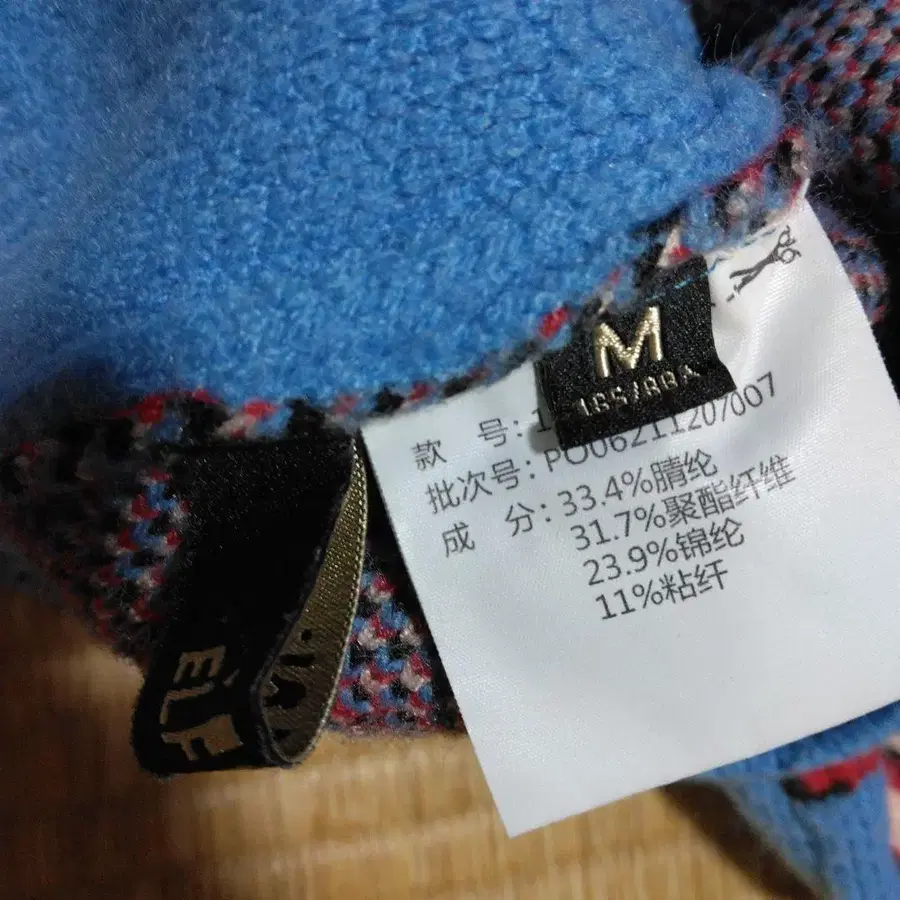 M
165/88A
款 号: 1
批次号: PO06211207007
成 分: 33.4%腈纶
31.7%聚酯纤维
23.9%锦纶
11%粘纤
ELF